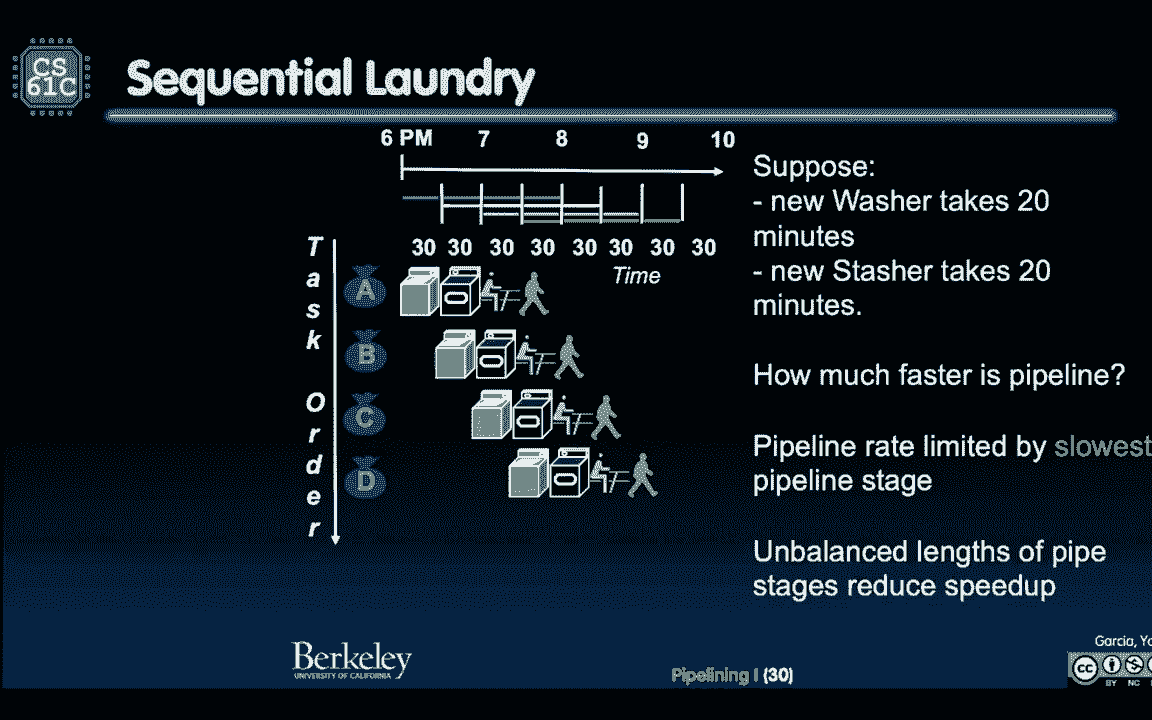 CS
61C
Sequential Laundry
6 PM 7 8 9 10
30 30 30 30 30 30 30 30
Time
Task Order
A
B
C
D
Suppose:
- new Washer takes 20
minutes
- new Stasher takes 20
minutes.
How much faster is pipeline?
Pipeline rate limited by slowest
pipeline stage
Unbalanced lengths of pipe
stages reduce speedup
Berkeley
UNIVERSITY OF CALIFORNIA
Pipelining I (30)
Garcia,
cc
BY NC